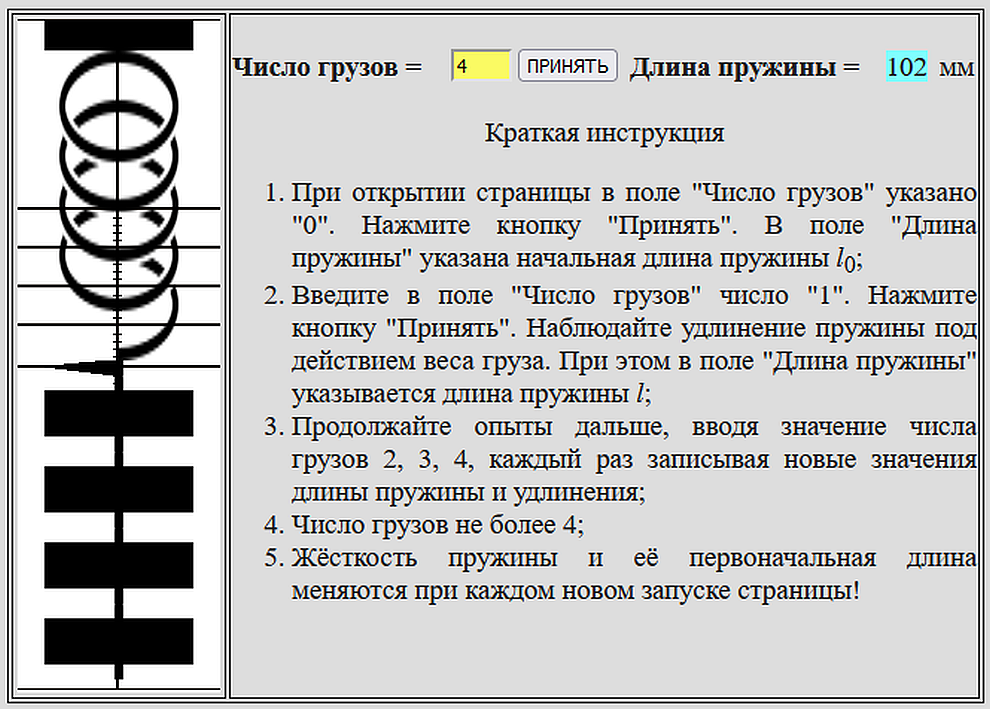 Число грузов = 4 ПРИНЯТЬ Длина пружины = 102 мм
Краткая инструкция
1. При открытии страницы в поле "Число грузов" указано
"0". Нажмите кнопку "Принять". В поле "Длина
пружины" указана начальная длина пружины l0;
2. Введите в поле "Число грузов" число "1". Нажмите
кнопку "Принять". Наблюдайте удлинение пружины под
действием веса груза. При этом в поле "Длина пружины"
указывается длина пружины l;
3. Продолжайте опыты дальше, вводя значение числа
грузов 2, 3, 4, каждый раз записывая новые значения
длины пружины и удлинения;
4. Число грузов не более 4;
5. Жёсткость пружины и её первоначальная длина
меняются при каждом новом запуске страницы!